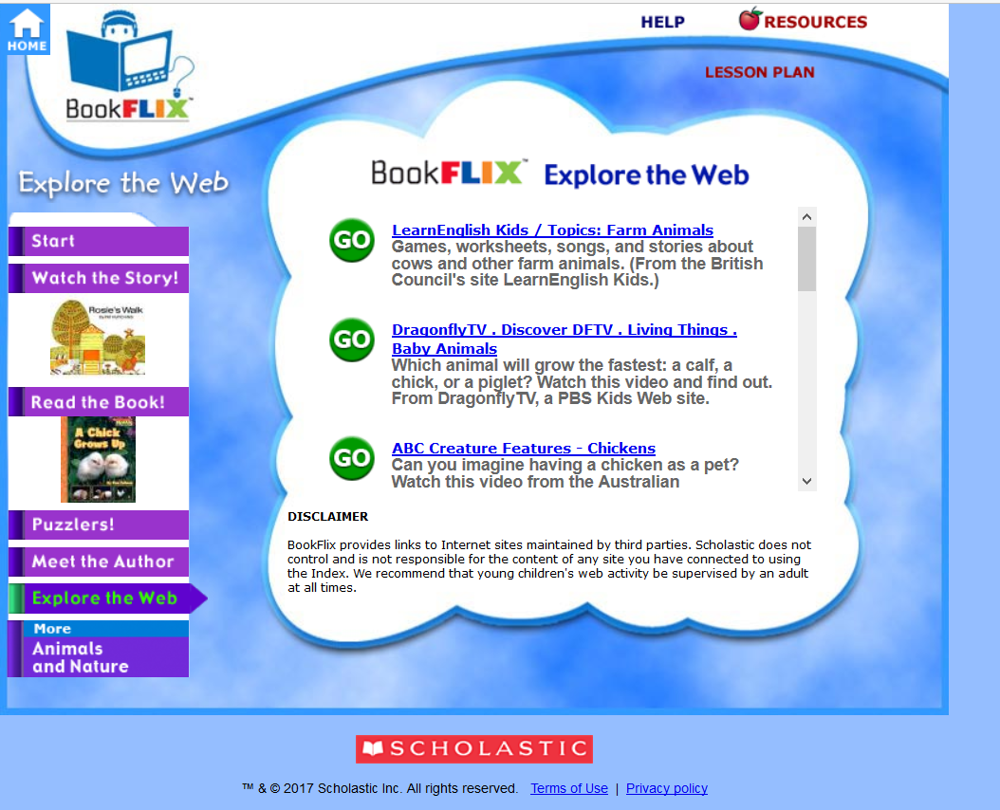 HOME
BookFLIX™
HELP
RESOURCES
LESSON PLAN
Explore the Web
Start
Watch the Story!
Rosie's Walk
Read the Book!
A Chick
Grows Up
Puzzlers!
Meet the Author
Explore the Web
More
Animals
and Nature
BookFLIX™ Explore the Web
GO
LearnEnglish Kids / Topics: Farm Animals
Games, worksheets, songs, and stories about
cows and other farm animals. (From the British
Council's site LearnEnglish Kids.)
GO
DragonflyTV . Discover DFTV . Living Things .
Baby Animals
Which animal will grow the fastest: a calf, a
chick, or a piglet? Watch this video and find out.
From DragonflyTV, a PBS Kids Web site.
GO
ABC Creature Features - Chickens
Can you imagine having a chicken as a pet?
Watch this video from the Australian
DISCLAIMER
BookFlix provides links to Internet sites maintained by third parties. Scholastic does not
control and is not responsible for the content of any site you have connected to using
the Index. We recommend that young children's web activity be supervised by an adult
at all times.
SCHOLASTIC
™ & © 2017 Scholastic Inc. All rights reserved. Terms of Use | Privacy policy